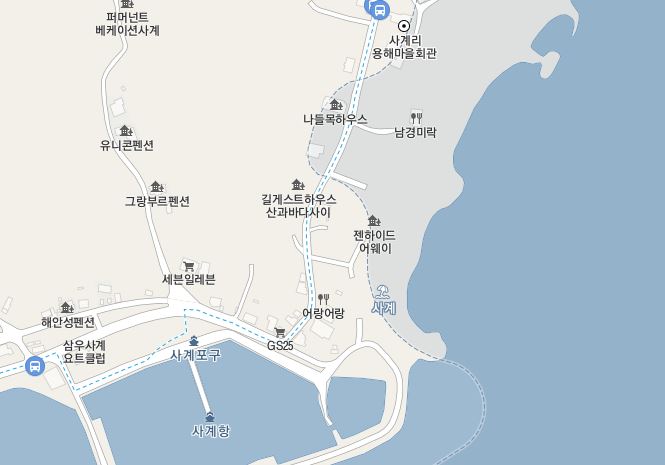 퍼머넌트
베케이션사계
사계리
용해마을회관
나들목하우스
남경미락
유니콘펜션
그랑부르펜션
길게스트하우스
산과바다사이
젠하이드
어웨이
세븐일레븐
해안성펜션
어랑어랑
사계
삼우사계
요트클럽
사계포구
GS25
사계항